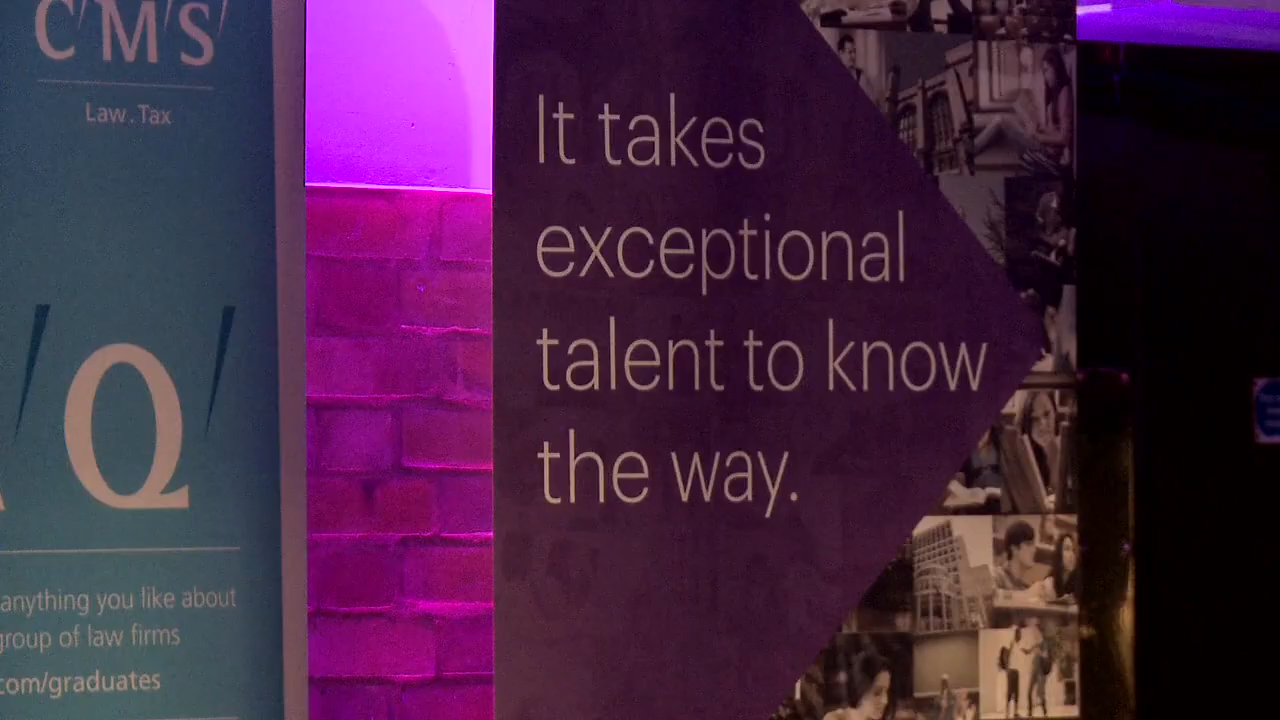 C'M'S'
Law.Tax
'Q'
anything you like about
group of law firms
.com/graduates
It takes
exceptional
talent to know
the way.